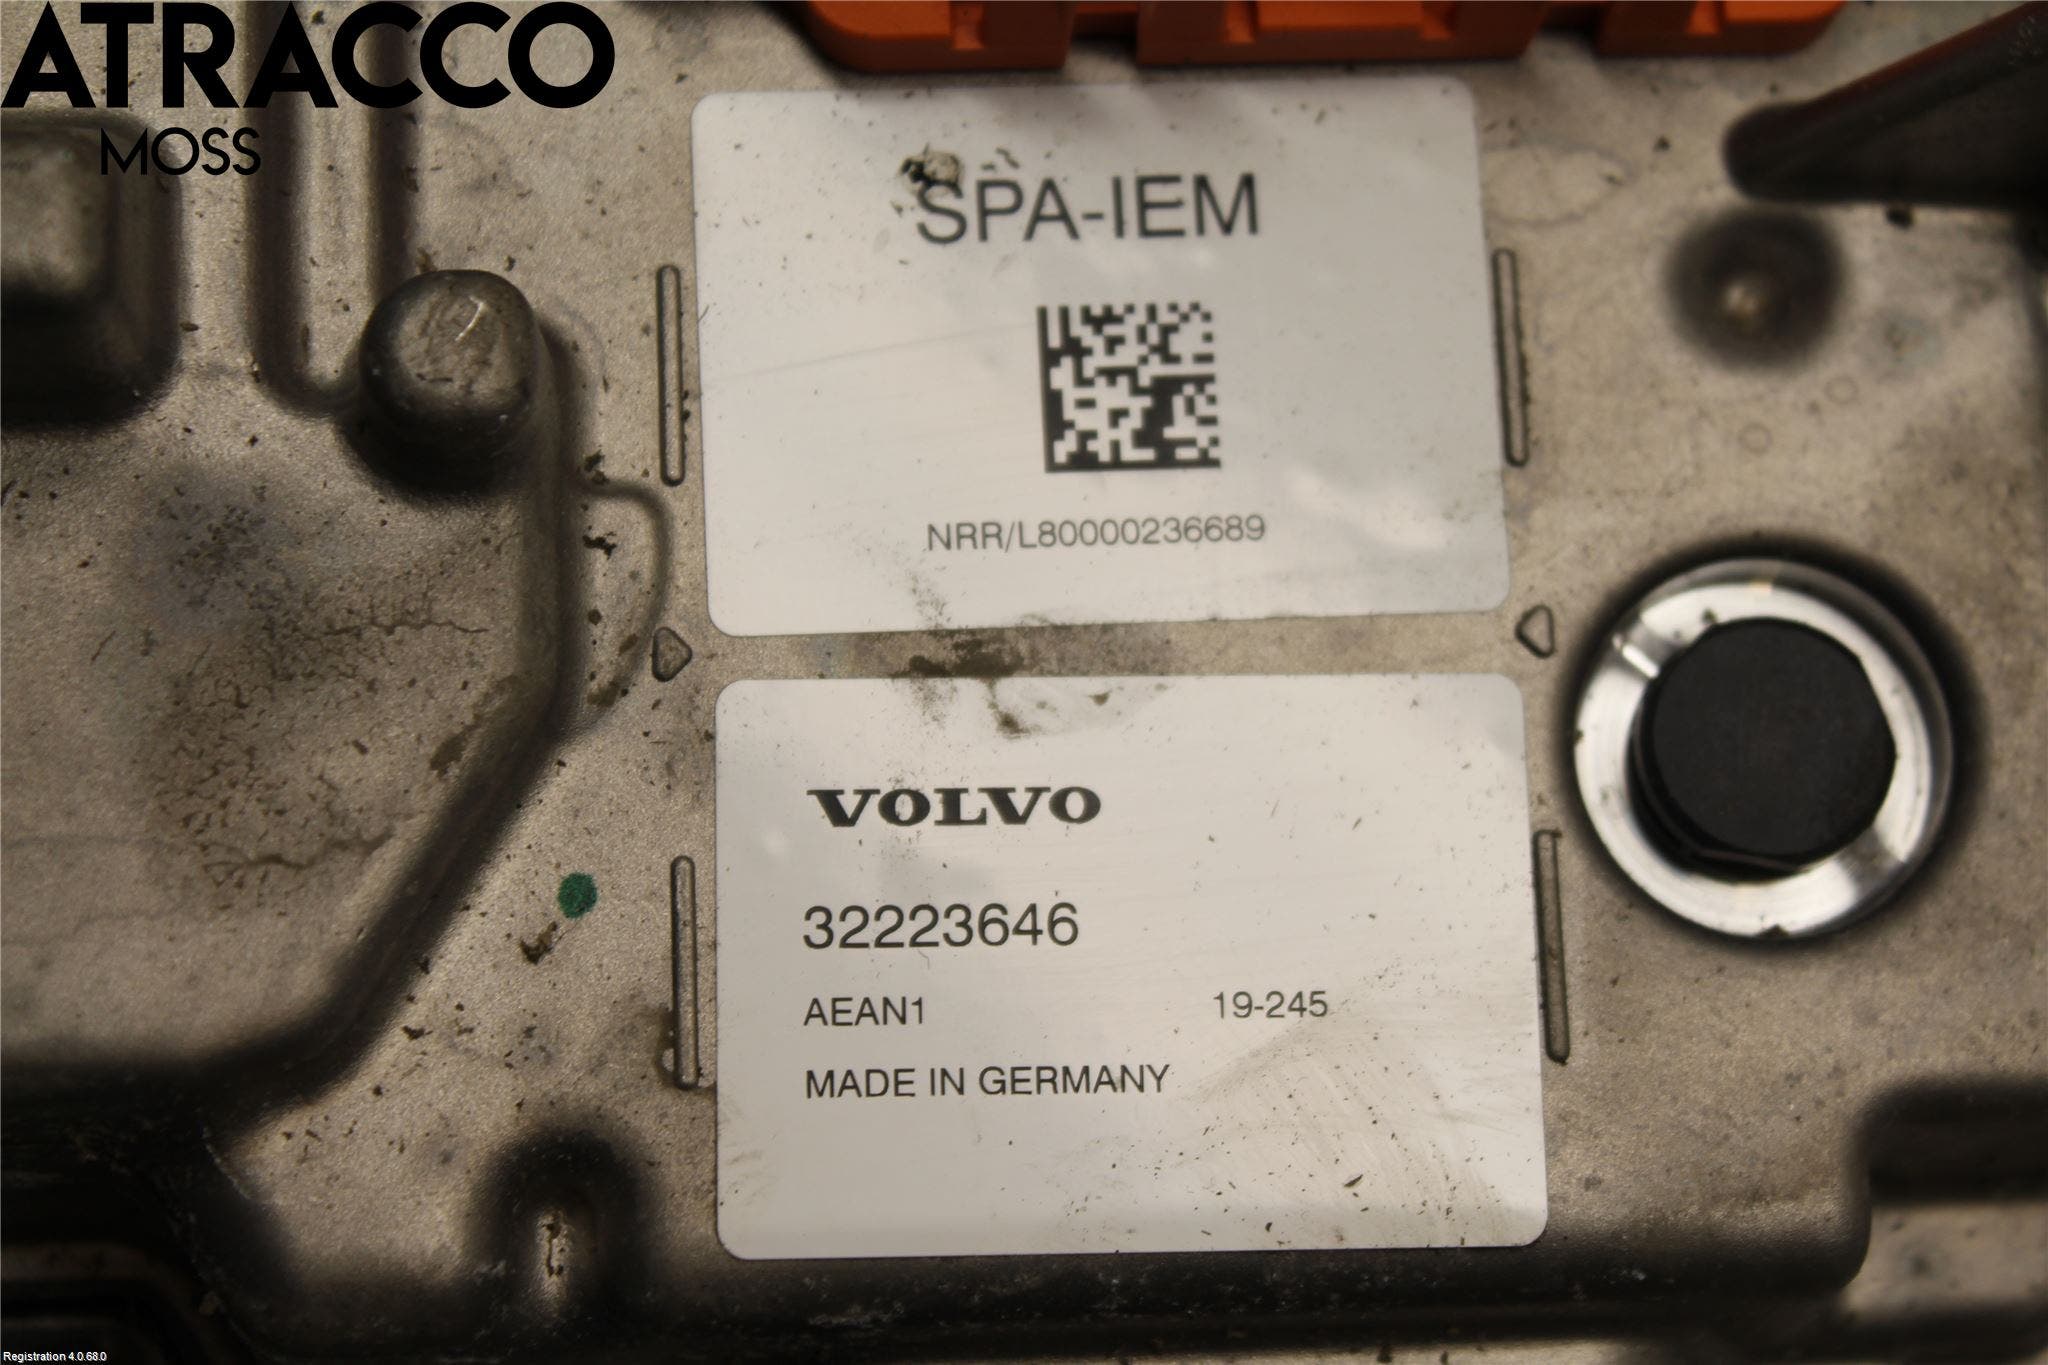 ATRACCO
MOSS
SPA-IEM
NRR/L80000236689
VOLVO
32223646
AEAN1 19-245
MADE IN GERMANY
Registration 4.0.68.0